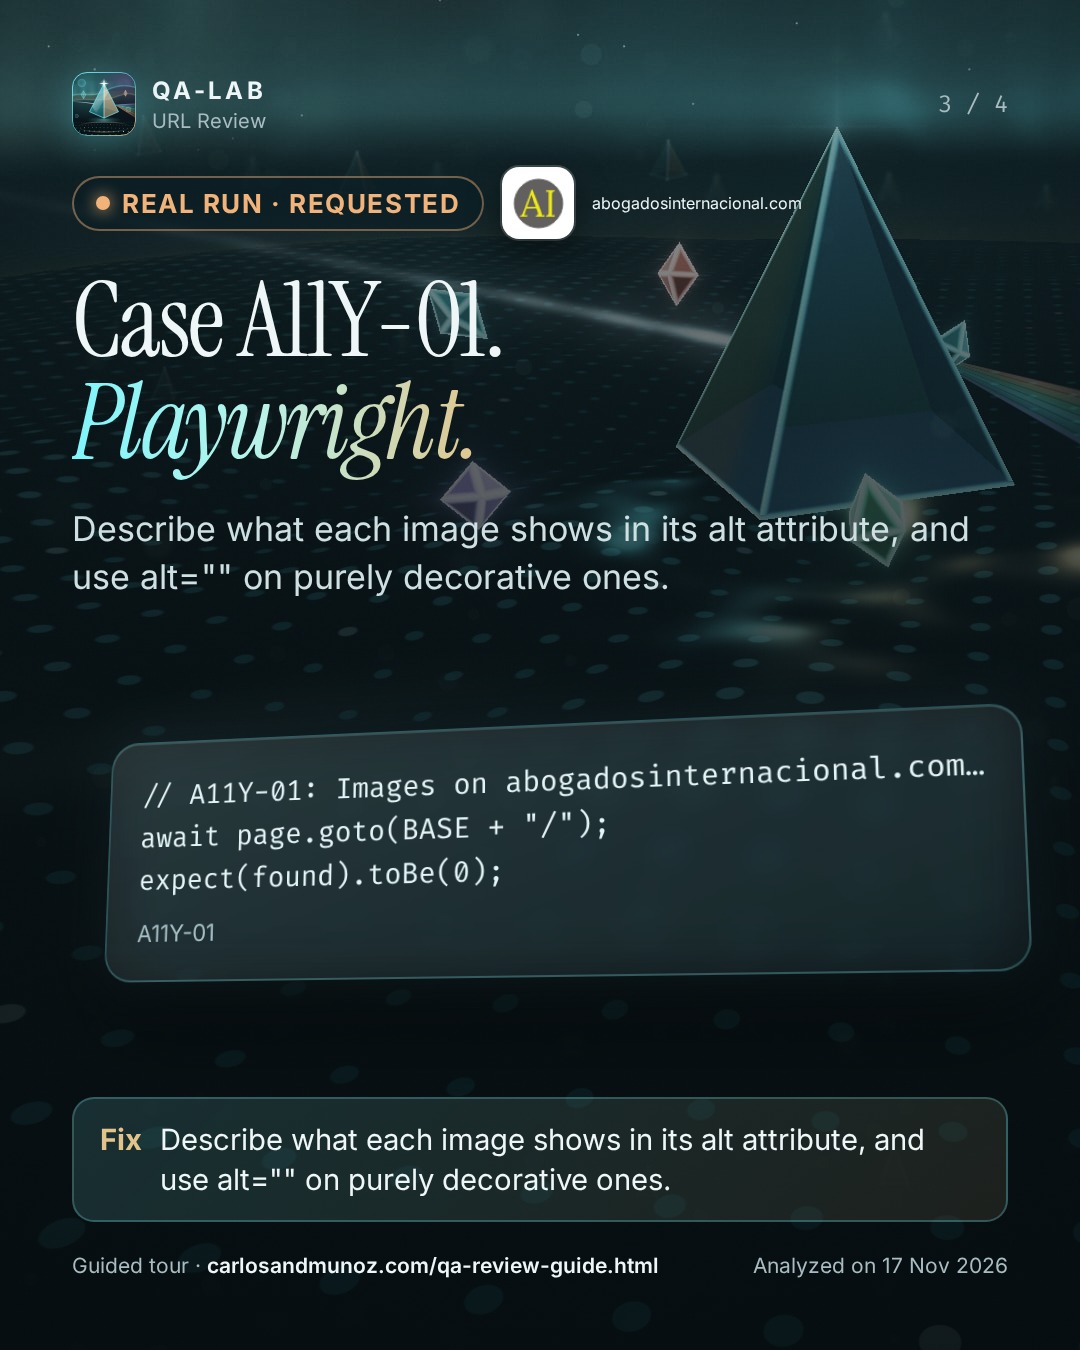 QA-LAB
URL Review
3 / 4
REAL RUN · REQUESTED
AI
abogadosinternacional.com
Case A11Y-01.
Playwright.
Describe what each image shows in its alt attribute, and
use alt="" on purely decorative ones.
// A11Y-01: Images on abogadosinternacional.com…
await page.goto(BASE + "/");
expect(found).toBe(0);
A11Y-01
Fix Describe what each image shows in its alt attribute, and
use alt="" on purely decorative ones.
Guided tour · carlosandmunoz.com/qa-review-guide.html
Analyzed on 17 Nov 2026